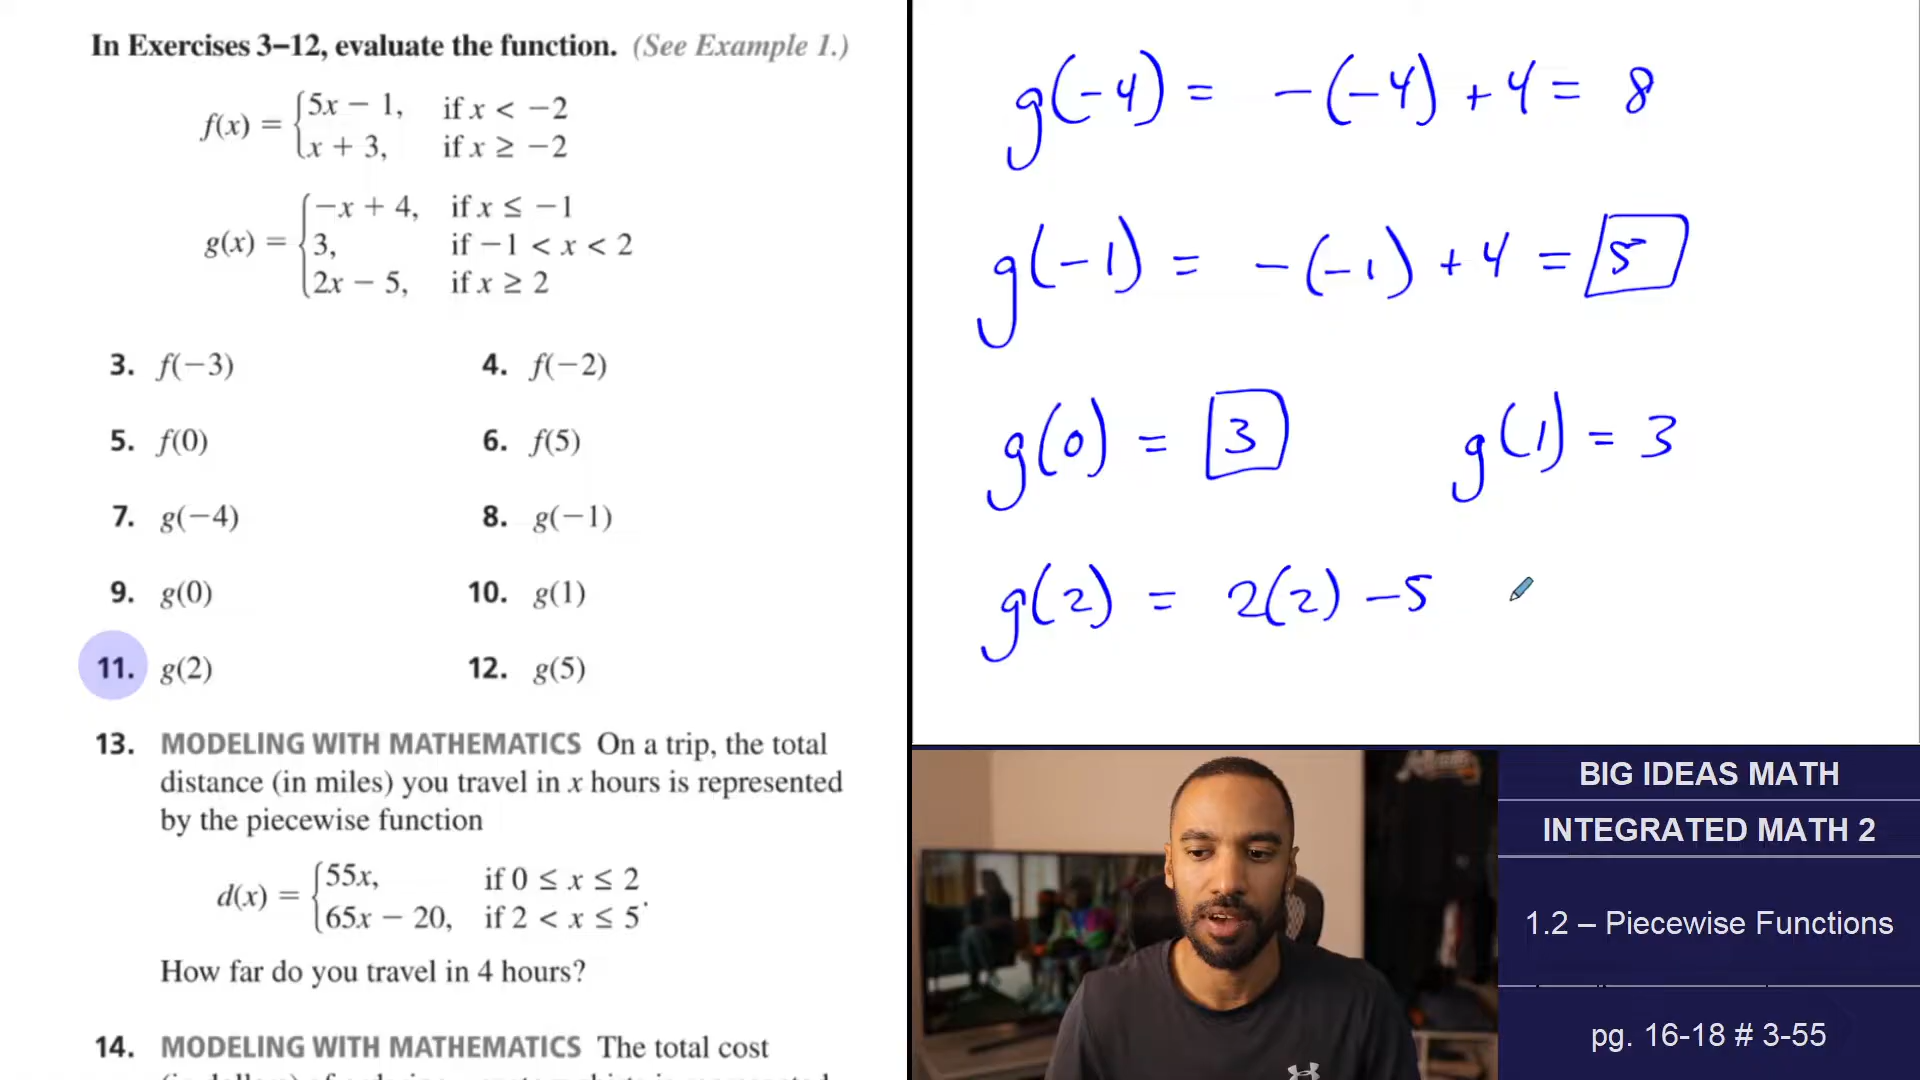 In Exercises 3–12, evaluate the function. (See Example 1.)
f(x) = {5x − 1, if x < −2
x + 3, if x ≥ −2
g(x) = {−x + 4, if x ≤ −1
3, if −1 < x < 2
2x − 5, if x ≥ 2
3. f(−3) 4. f(−2)
5. f(0) 6. f(5)
7. g(−4) 8. g(−1)
9. g(0) 10. g(1)
11. g(2) 12. g(5)
13. MODELING WITH MATHEMATICS On a trip, the total
distance (in miles) you travel in x hours is represented
by the piecewise function
d(x) = {55x, if 0 ≤ x ≤ 2
65x − 20, if 2 < x ≤ 5.
How far do you travel in 4 hours?
14. MODELING WITH MATHEMATICS The total cost
g(-4) = -(-4) + 4 = 8
g(-1) = -(-1) + 4 = 5
g(0) = 3 g(1) = 3
g(2) = 2(2) - 5
BIG IDEAS MATH
INTEGRATED MATH 2
1.2 – Piecewise Functions
pg. 16-18 # 3-55